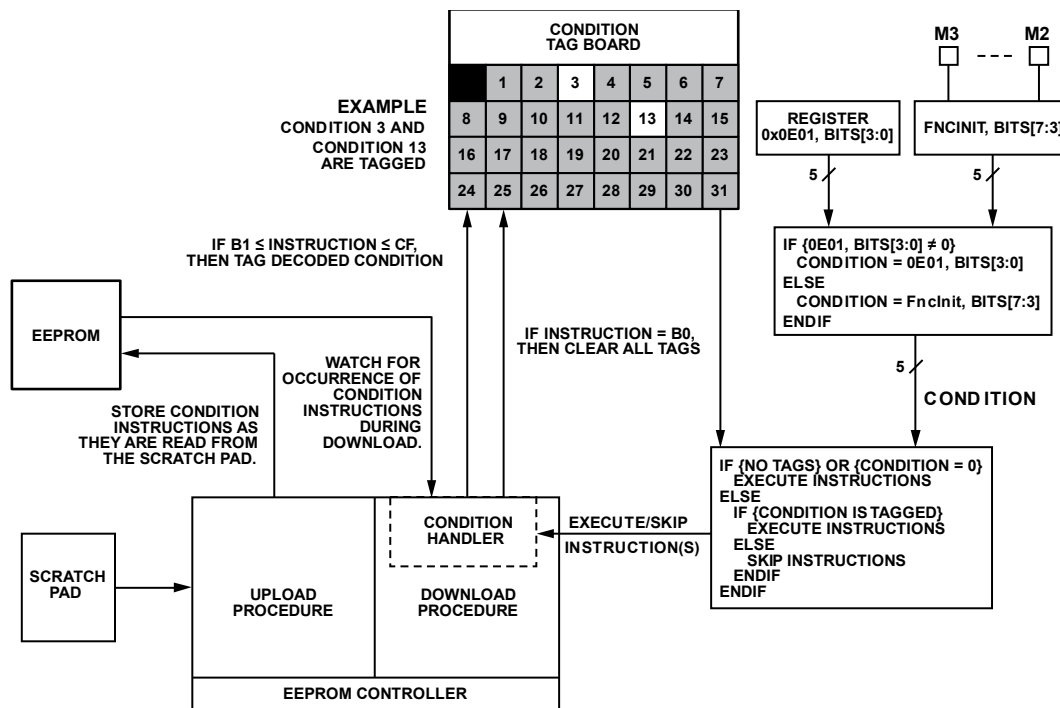 CONDITION
TAG BOARD
1 2 3 4 5 6 7
8 9 10 11 12 13 14 15
16 17 18 19 20 21 22 23
24 25 26 27 28 29 30 31
EXAMPLE
CONDITION 3 AND
CONDITION 13
ARE TAGGED
M3
M2
REGISTER
0x0E01, BITS[3:0]
FNCINIT, BITS[7:3]
5
5
IF {0E01, BITS[3:0] ≠ 0}
CONDITION = 0E01, BITS[3:0]
ELSE
CONDITION = FncInit, BITS[7:3]
ENDIF
5
CONDITION
IF B1 ≤ INSTRUCTION ≤ CF,
THEN TAG DECODED CONDITION
IF INSTRUCTION = B0,
THEN CLEAR ALL TAGS
EEPROM
WATCH FOR
OCCURRENCE OF
CONDITION
INSTRUCTIONS
DURING
DOWNLOAD.
STORE CONDITION
INSTRUCTIONS AS
THEY ARE READ FROM
THE SCRATCH PAD.
IF {NO TAGS} OR {CONDITION = 0}
EXECUTE INSTRUCTIONS
ELSE
IF {CONDITION IS TAGGED}
EXECUTE INSTRUCTIONS
ELSE
SKIP INSTRUCTIONS
ENDIF
ENDIF
EXECUTE/SKIP
INSTRUCTION(S)
CONDITION
HANDLER
SCRATCH
PAD
UPLOAD
PROCEDURE
DOWNLOAD
PROCEDURE
EEPROM CONTROLLER